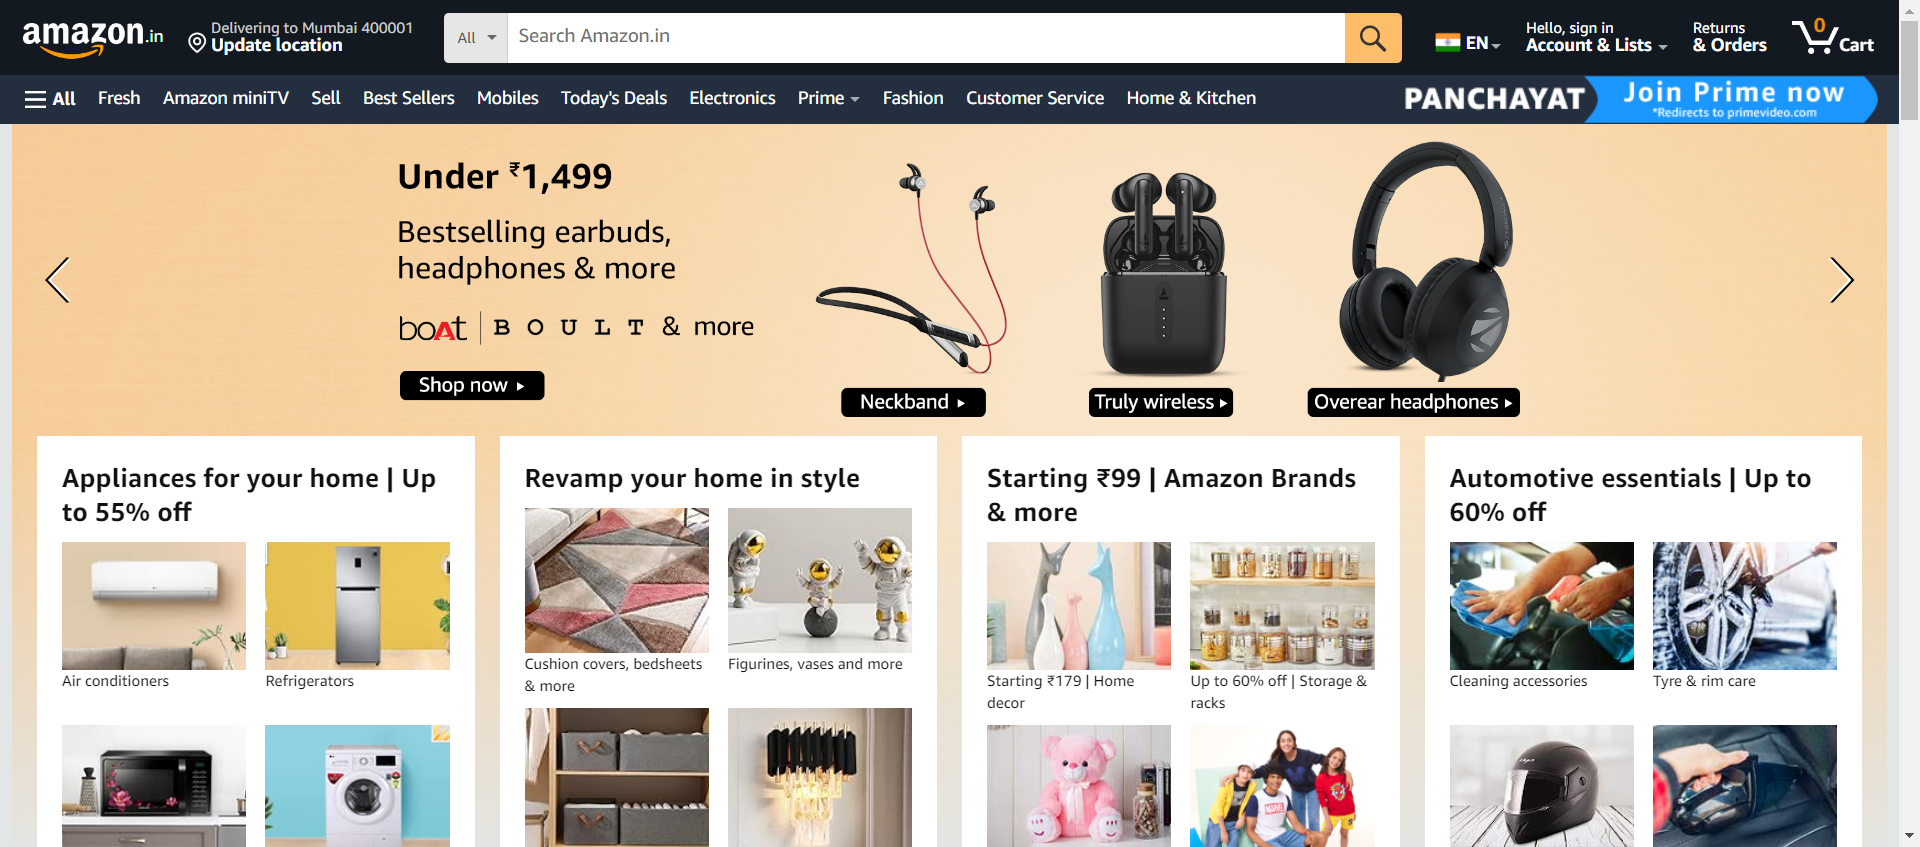 amazon.in
Delivering to Mumbai 400001
Update location
All
Search Amazon.in
EN
Hello, sign in
Account & Lists
Returns
& Orders
0
Cart
All
Fresh
Amazon miniTV
Sell
Best Sellers
Mobiles
Today's Deals
Electronics
Prime
Fashion
Customer Service
Home & Kitchen
PANCHAYAT
Join Prime now
*Redirects to primevideo.com
Under ₹1,499
Bestselling earbuds,
headphones & more
boAt | BOULT & more
Shop now
Neckband
Truly wireless
Overear headphones
Appliances for your home | Up
to 55% off
Air conditioners
Refrigerators
Revamp your home in style
Cushion covers, bedsheets
& more
Figurines, vases and more
Starting ₹99 | Amazon Brands
& more
Starting ₹179 | Home
decor
Up to 60% off | Storage &
racks
MARVEL
Automotive essentials | Up to
60% off
Cleaning accessories
Tyre & rim care